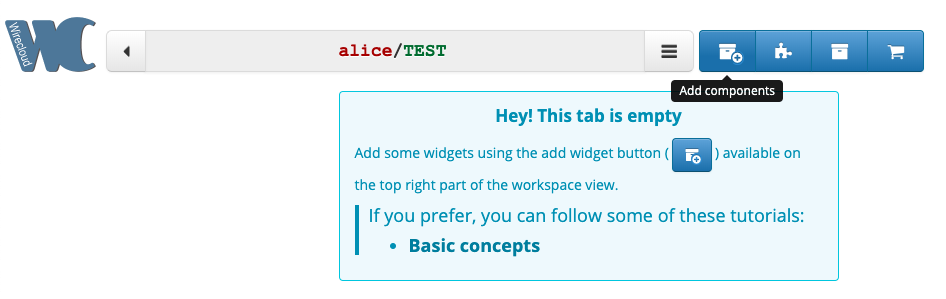 Wirecloud
WC
alice/TEST
Add components
Hey! This tab is empty
Add some widgets using the add widget button ( ) available on
the top right part of the workspace view.
If you prefer, you can follow some of these tutorials:
• Basic concepts